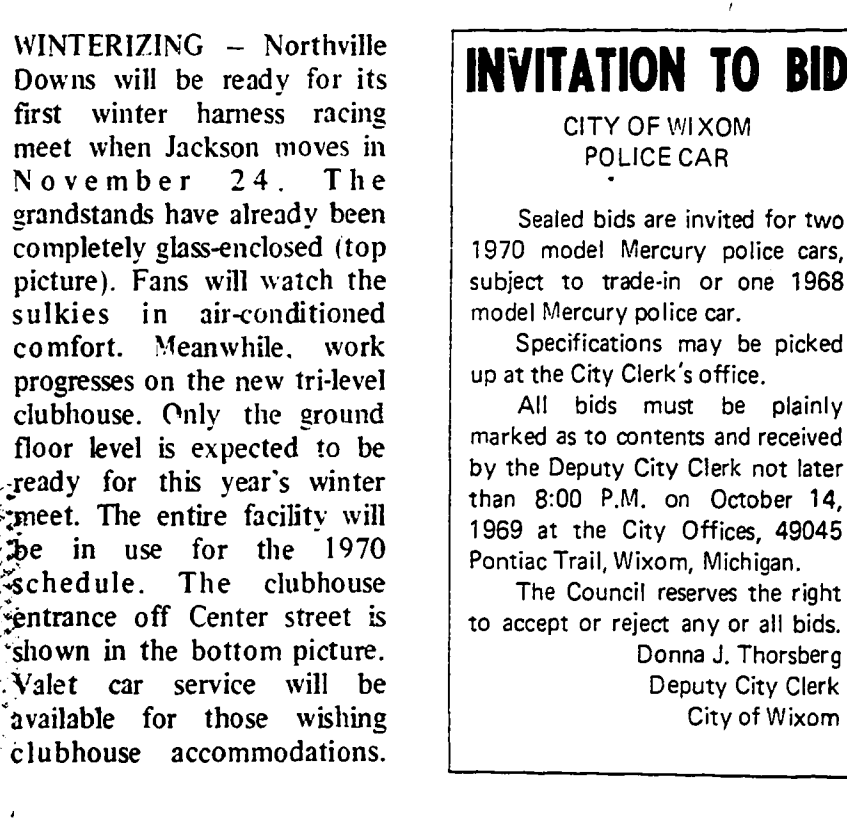 WINTERIZING — Northville
Downs will be ready for its
first winter harness racing
meet when Jackson moves in
November 24. The
grandstands have already been
completely glass-enclosed (top
picture). Fans will watch the
sulkies in air-conditioned
comfort. Meanwhile, work
progresses on the new tri-level
clubhouse. Only the ground
floor level is expected to be
ready for this year's winter
meet. The entire facility will
be in use for the 1970
schedule. The clubhouse
entrance off Center street is
shown in the bottom picture.
Valet car service will be
available for those wishing
clubhouse accommodations.
INVITATION TO BID
CITY OF WIXOM
POLICE CAR
Sealed bids are invited for two
1970 model Mercury police cars,
subject to trade-in or one 1968
model Mercury police car.
Specifications may be picked
up at the City Clerk's office.
All bids must be plainly
marked as to contents and received
by the Deputy City Clerk not later
than 8:00 P.M. on October 14,
1969 at the City Offices, 49045
Pontiac Trail, Wixom, Michigan.
The Council reserves the right
to accept or reject any or all bids.
Donna J. Thorsberg
Deputy City Clerk
City of Wixom